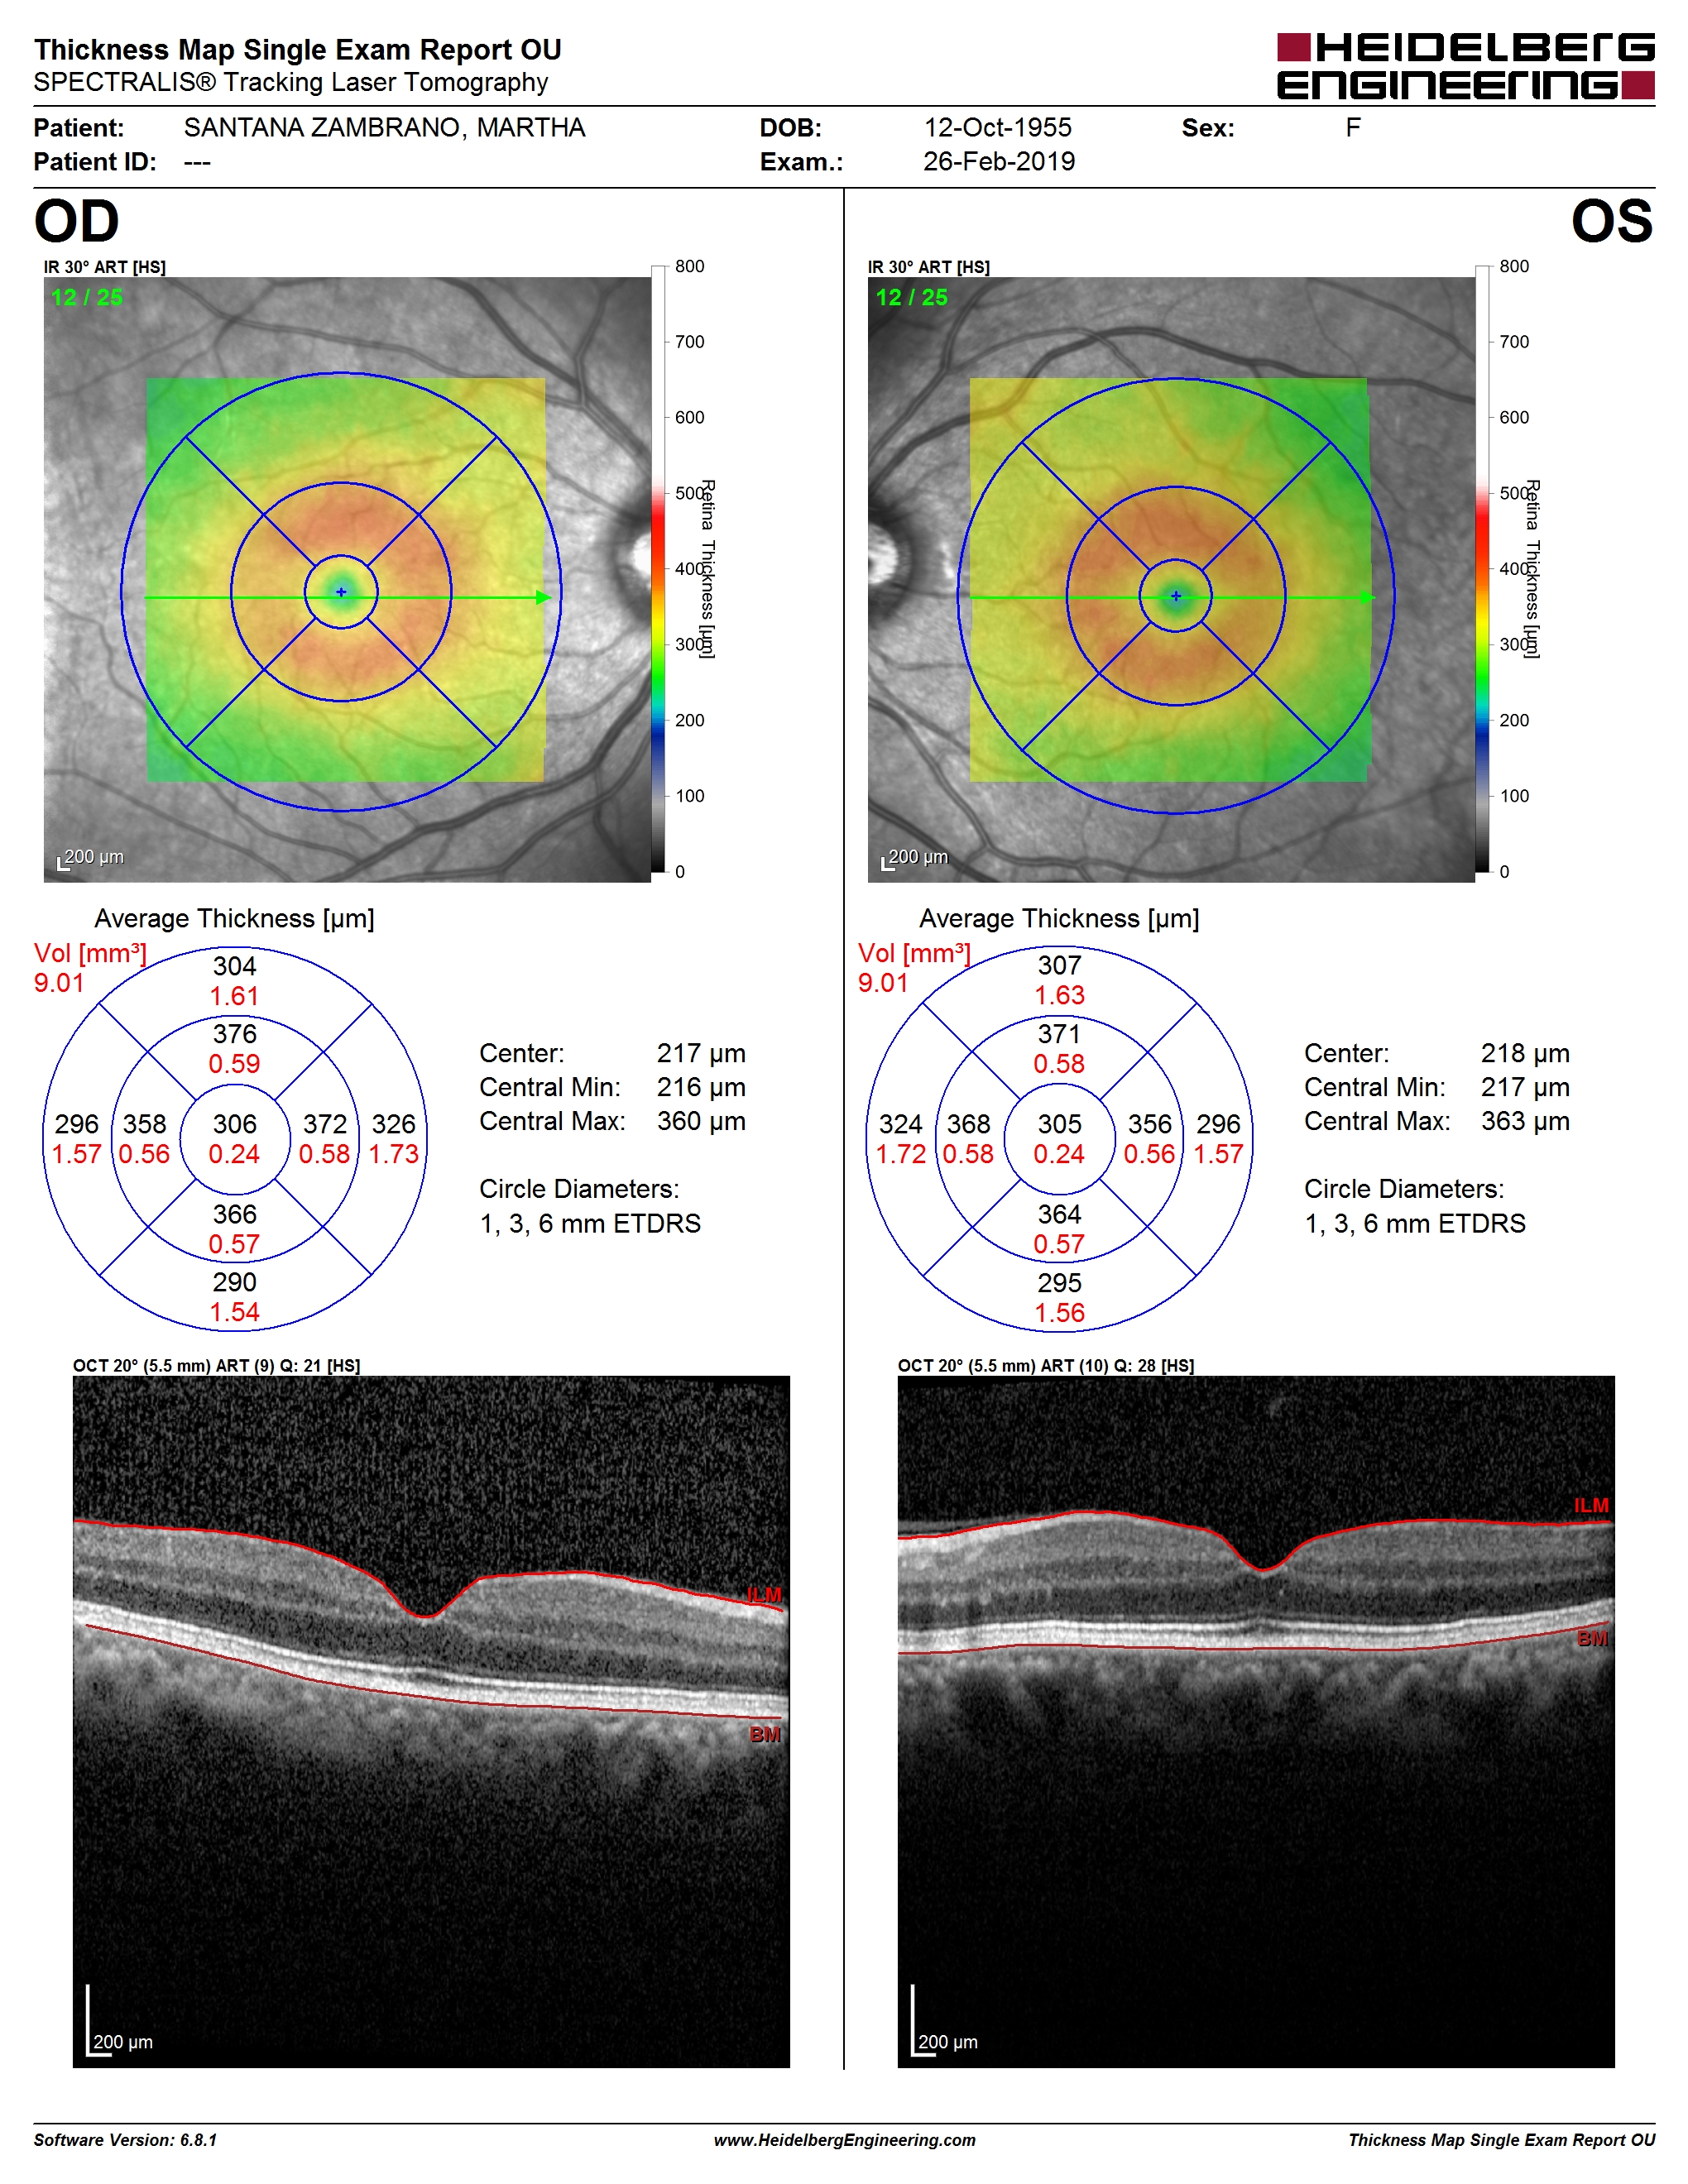 Thickness Map Single Exam Report OU
SPECTRALIS® Tracking Laser Tomography
HEIDELBERG
ENGINEERING
Patient: SANTANA ZAMBRANO, MARTHA DOB: 12-Oct-1955 Sex: F
Patient ID: --- Exam.: 26-Feb-2019
OD
IR 30° ART [HS]
12 / 25
200 µm
800
700
600
500
400
300
200
100
0
Retina Thickness [µm]
Average Thickness [µm]
Vol [mm³]
9.01
304
1.61
376
0.59
296 358 306 372 326
1.57 0.56 0.24 0.58 1.73
366
0.57
290
1.54
Center: 217 µm
Central Min: 216 µm
Central Max: 360 µm
Circle Diameters:
1, 3, 6 mm ETDRS
OCT 20° (5.5 mm) ART (9) Q: 21 [HS]
ILM
BM
200 µm
OS
IR 30° ART [HS]
12 / 25
200 µm
800
700
600
500
400
300
200
100
0
Retina Thickness [µm]
Average Thickness [µm]
Vol [mm³]
9.01
307
1.63
371
0.58
324 368 305 356 296
1.72 0.58 0.24 0.56 1.57
364
0.57
295
1.56
Center: 218 µm
Central Min: 217 µm
Central Max: 363 µm
Circle Diameters:
1, 3, 6 mm ETDRS
OCT 20° (5.5 mm) ART (10) Q: 28 [HS]
ILM
BM
200 µm
Software Version: 6.8.1 www.HeidelbergEngineering.com Thickness Map Single Exam Report OU